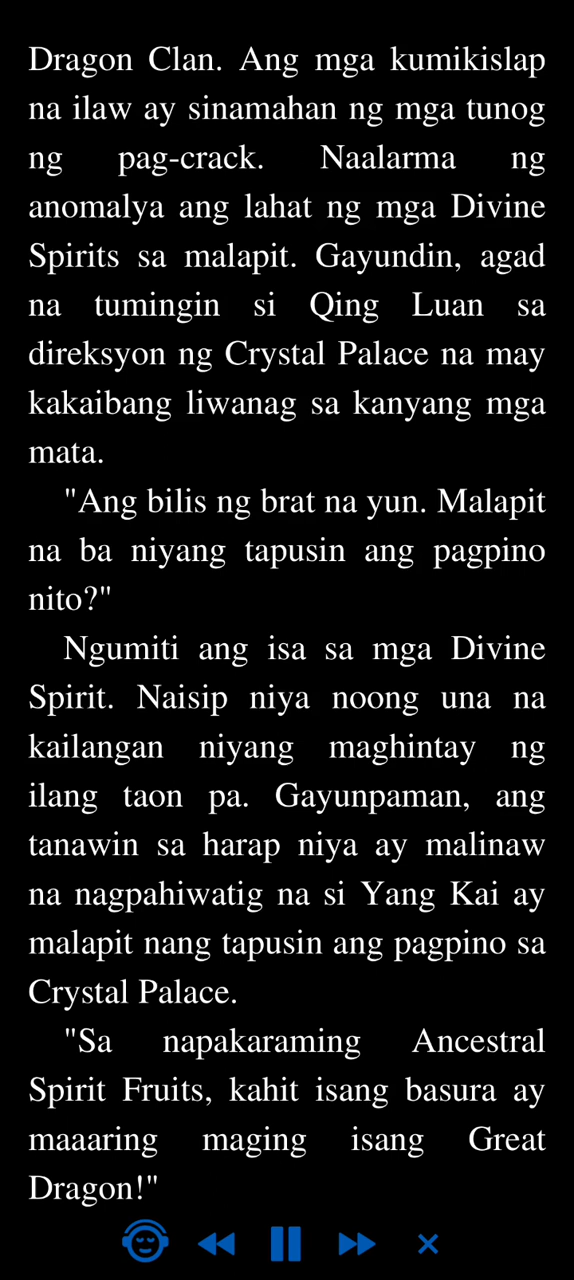 Dragon Clan. Ang mga kumikislap
na ilaw ay sinamahan ng mga tunog
ng pag-crack. Naalarma ng
anomalya ang lahat ng mga Divine
Spirits sa malapit. Gayundin, agad
na tumingin si Qing Luan sa
direksyon ng Crystal Palace na may
kakaibang liwanag sa kanyang mga
mata.
"Ang bilis ng brat na yun. Malapit
na ba niyang tapusin ang pagpino
nito?"
Ngumiti ang isa sa mga Divine
Spirit. Naisip niya noong una na
kailangan niyang maghintay ng
ilang taon pa. Gayunpaman, ang
tanawin sa harap niya ay malinaw
na nagpahiwatig na si Yang Kai ay
malapit nang tapusin ang pagpino sa
Crystal Palace.
"Sa napakaraming Ancestral
Spirit Fruits, kahit isang basura ay
maaaring maging isang Great
Dragon!"